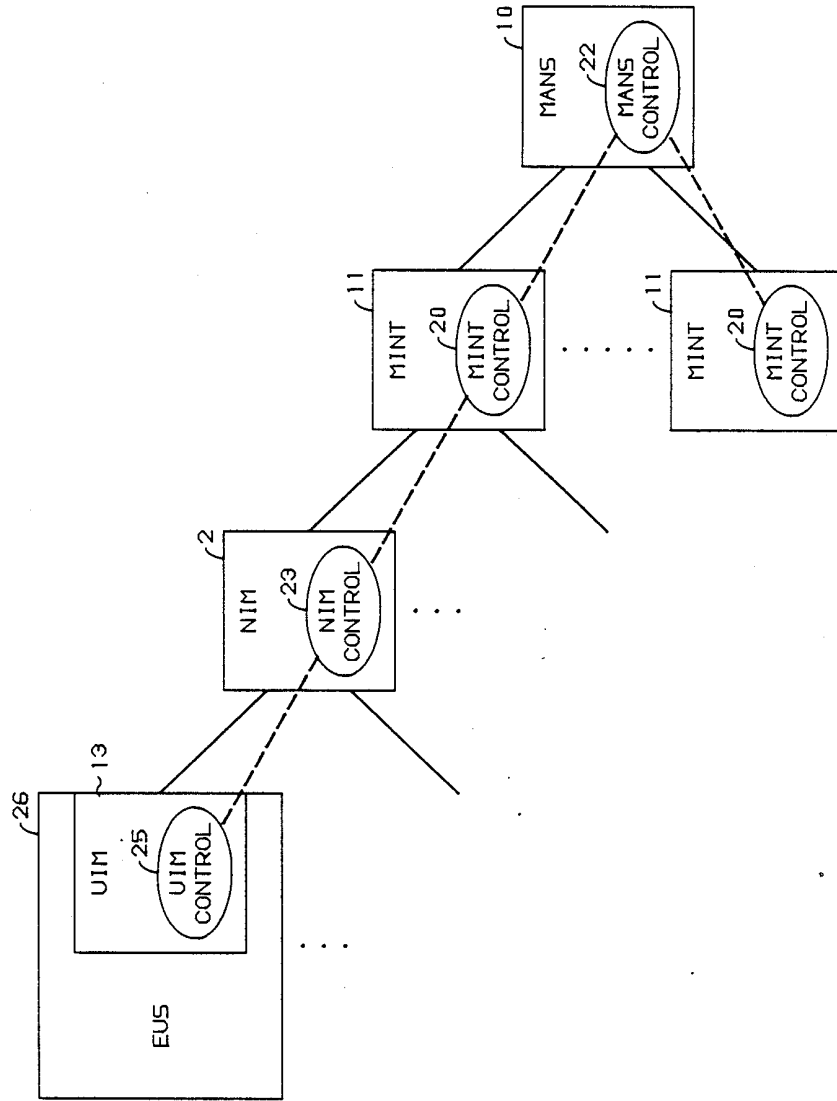 26
EUS
13
UIM
25
UIM
CONTROL
2
NIM
23
NIM
CONTROL
11
MINT
20
MINT
CONTROL
11
MINT
20
MINT
CONTROL
10
MANS
22
MANS
CONTROL